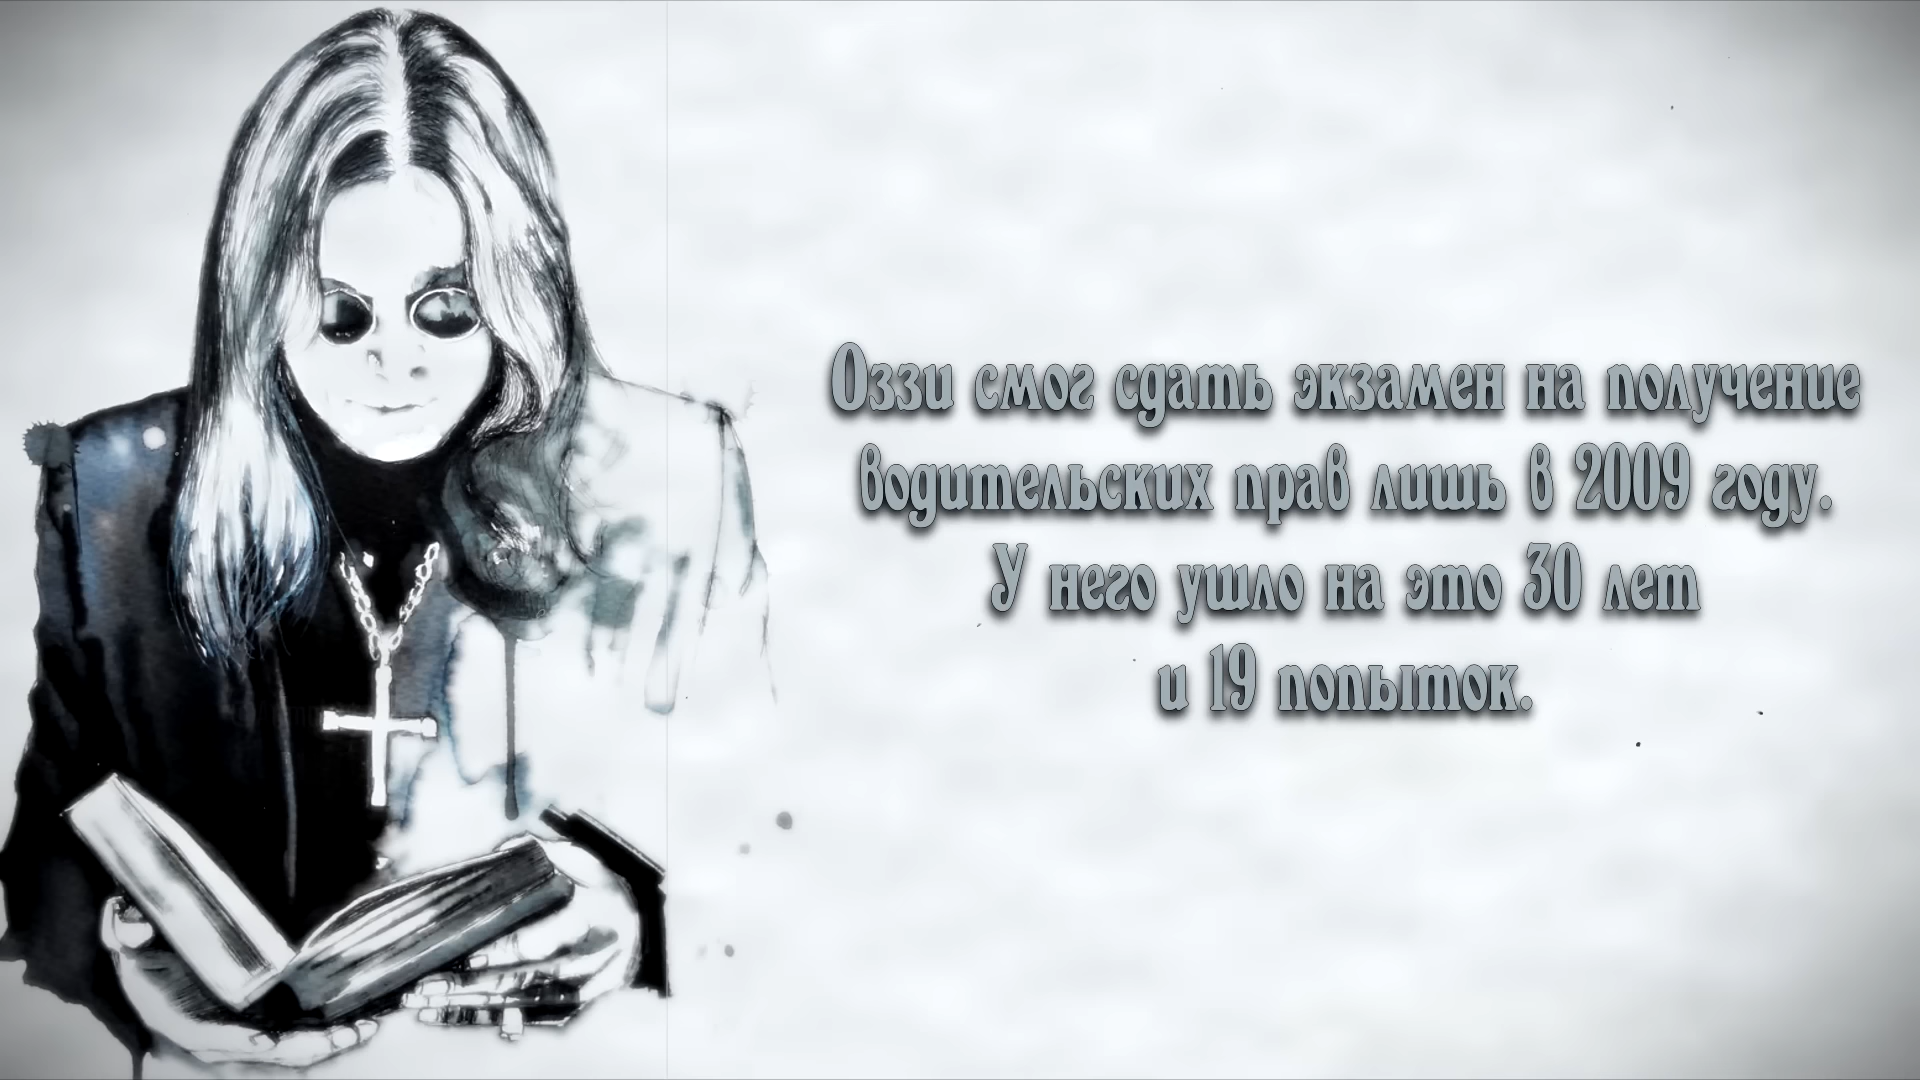 Оззи смог сдать экзамен на получение
водительских прав лишь в 2009 году.
У него ушло на это 30 лет
и 19 попыток.